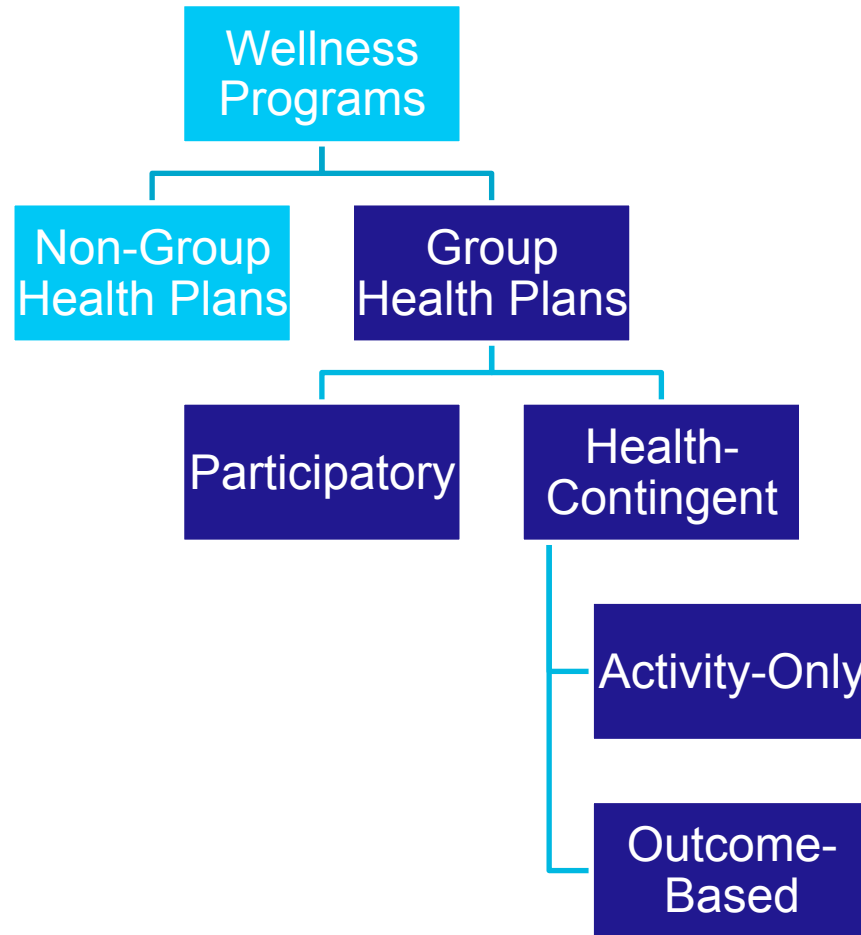 Wellness
Programs
Non-Group
Health Plans
Group
Health Plans
Participatory
Health-
Contingent
Activity-Only
Outcome-
Based